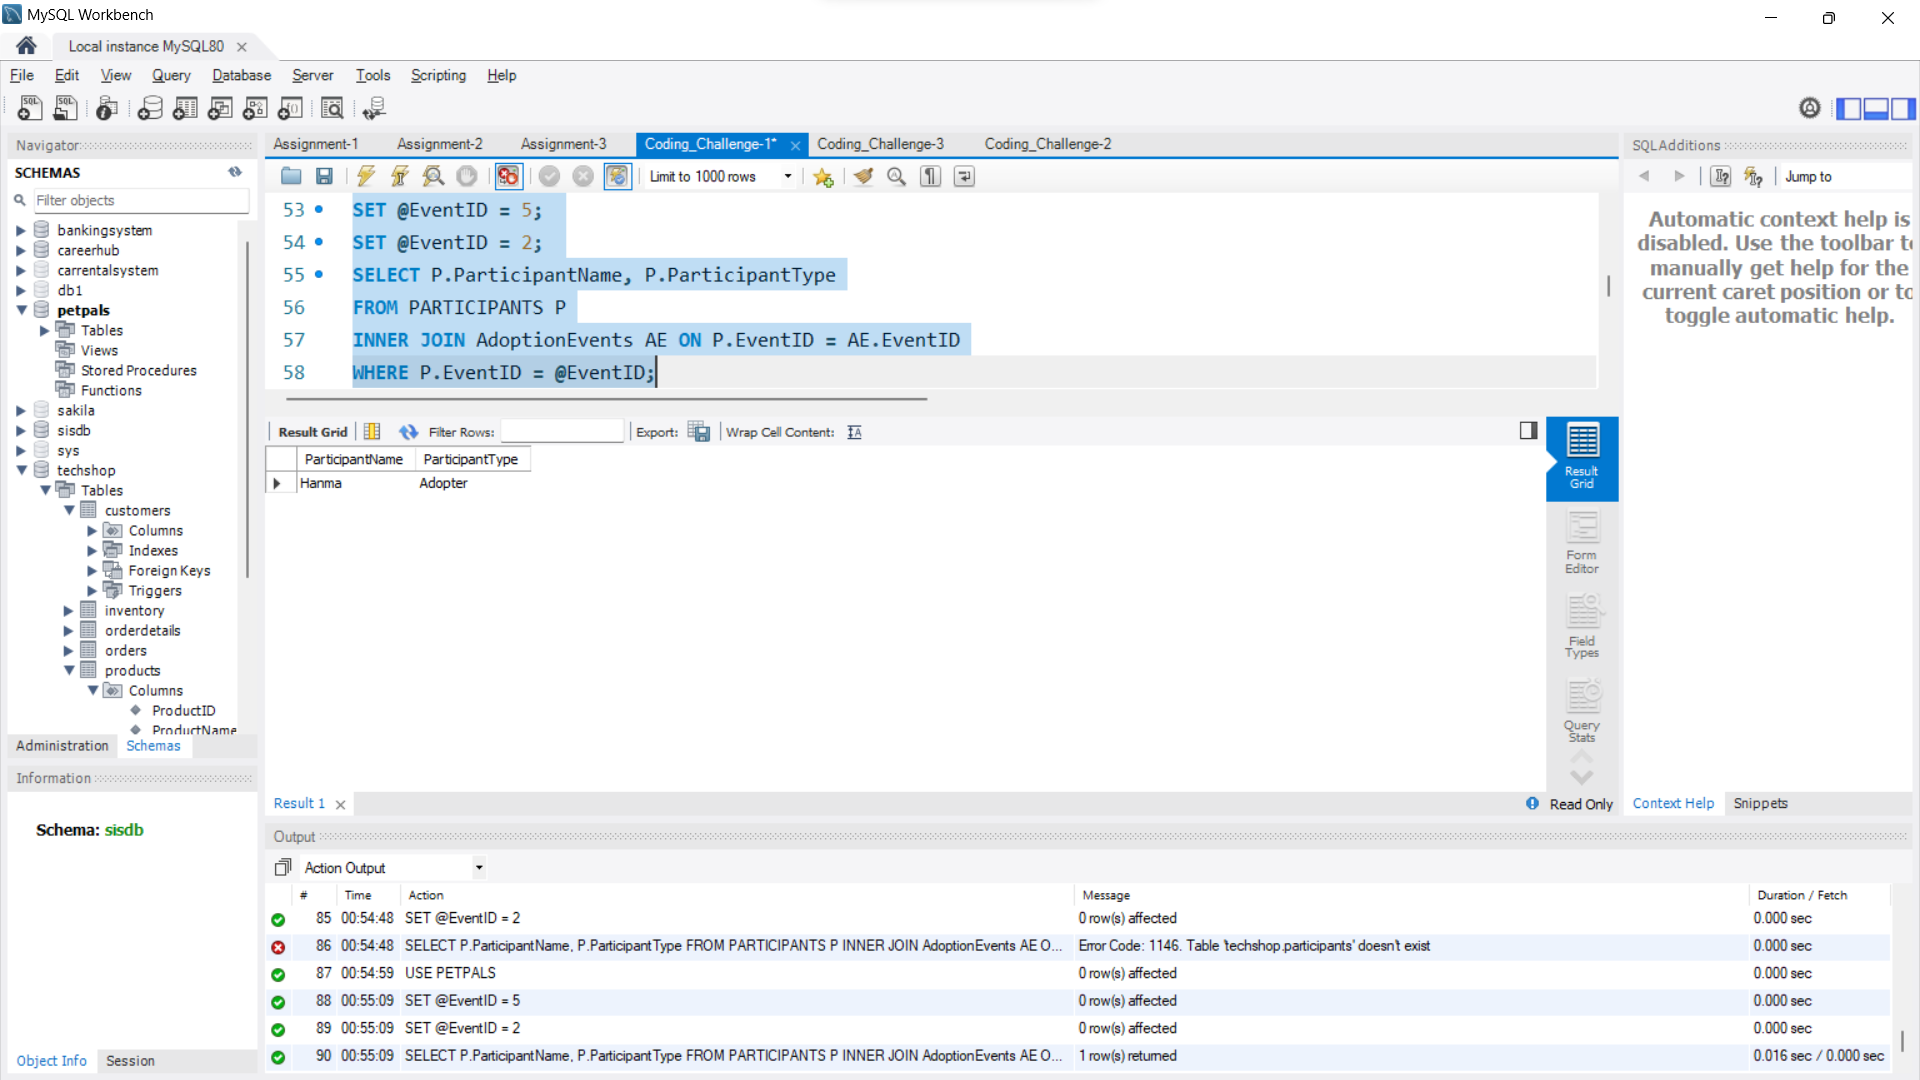 MySQL Workbench
Local instance MySQL80
File Edit View Query Database Server Tools Scripting Help
Navigator
SCHEMAS
Filter objects
bankingsystem
careerhub
carrentalsystem
db1
petpals
Tables
Views
Stored Procedures
Functions
sakila
sisdb
sys
techshop
Tables
customers
Columns
Indexes
Foreign Keys
Triggers
inventory
orderdetails
orders
products
Columns
ProductID
ProductName
Administration Schemas
Information
Schema: sisdb
Object Info Session
Assignment-1 Assignment-2 Assignment-3 Coding_Challenge-1* Coding_Challenge-3 Coding_Challenge-2
Limit to 1000 rows
53 SET @EventID = 5;
54 SET @EventID = 2;
55 SELECT P.ParticipantName, P.ParticipantType
56 FROM PARTICIPANTS P
57 INNER JOIN AdoptionEvents AE ON P.EventID = AE.EventID
58 WHERE P.EventID = @EventID;
Result Grid Filter Rows: Export: Wrap Cell Content:
ParticipantName ParticipantType
Hanma Adopter
Result
Grid
Form
Editor
Field
Types
Query
Stats
Result 1
Read Only
SQLAdditions
Jump to
Automatic context help is
disabled. Use the toolbar to
manually get help for the
current caret position or to
toggle automatic help.
Context Help Snippets
Output
Action Output
# Time Action Message Duration / Fetch
85 00:54:48 SET @EventID = 2 0 row(s) affected 0.000 sec
86 00:54:48 SELECT P.ParticipantName, P.ParticipantType FROM PARTICIPANTS P INNER JOIN AdoptionEvents AE O... Error Code: 1146. Table 'techshop.participants' doesn't exist 0.000 sec
87 00:54:59 USE PETPALS 0 row(s) affected 0.000 sec
88 00:55:09 SET @EventID = 5 0 row(s) affected 0.000 sec
89 00:55:09 SET @EventID = 2 0 row(s) affected 0.000 sec
90 00:55:09 SELECT P.ParticipantName, P.ParticipantType FROM PARTICIPANTS P INNER JOIN AdoptionEvents AE O... 1 row(s) returned 0.016 sec / 0.000 sec